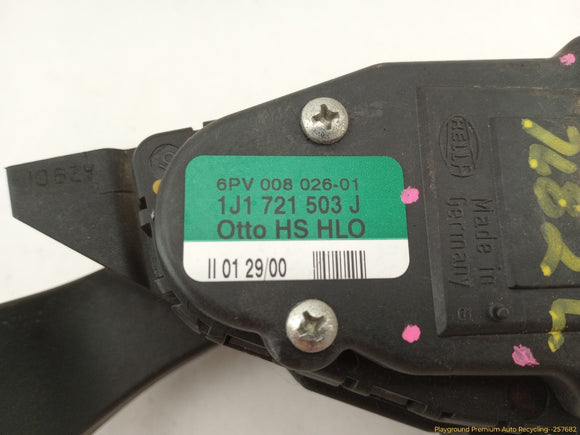 6PV 008 026-01
1J1 721 503 J
Otto HS HLO
II 01 29/00
HELLA
Made in
Germany
Playground Premium Auto Recycling--257682